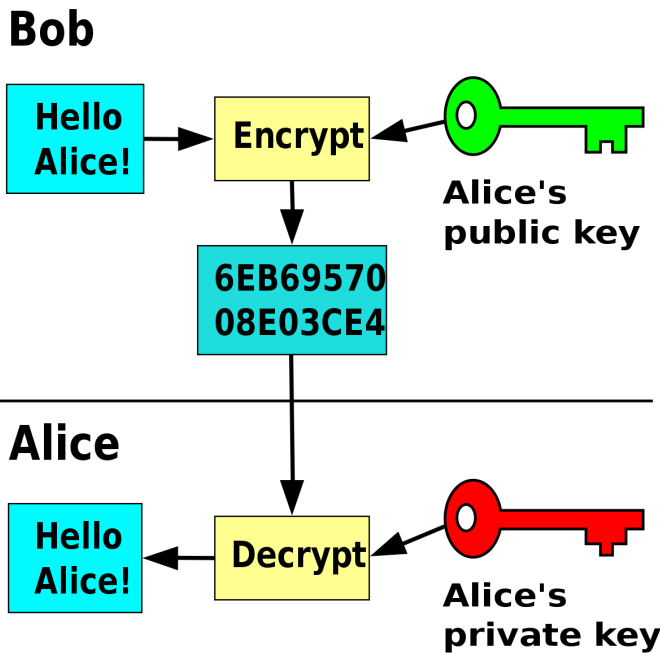 Bob
Hello
Alice!
Encrypt
Alice's
public key
6EB69570
08E03CE4
Alice
Hello
Alice!
Decrypt
Alice's
private key